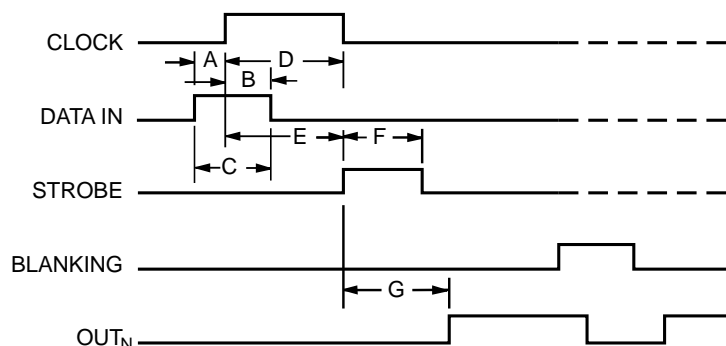 CLOCK
A D
B
DATA IN
E F
C
STROBE
BLANKING
G
OUTN